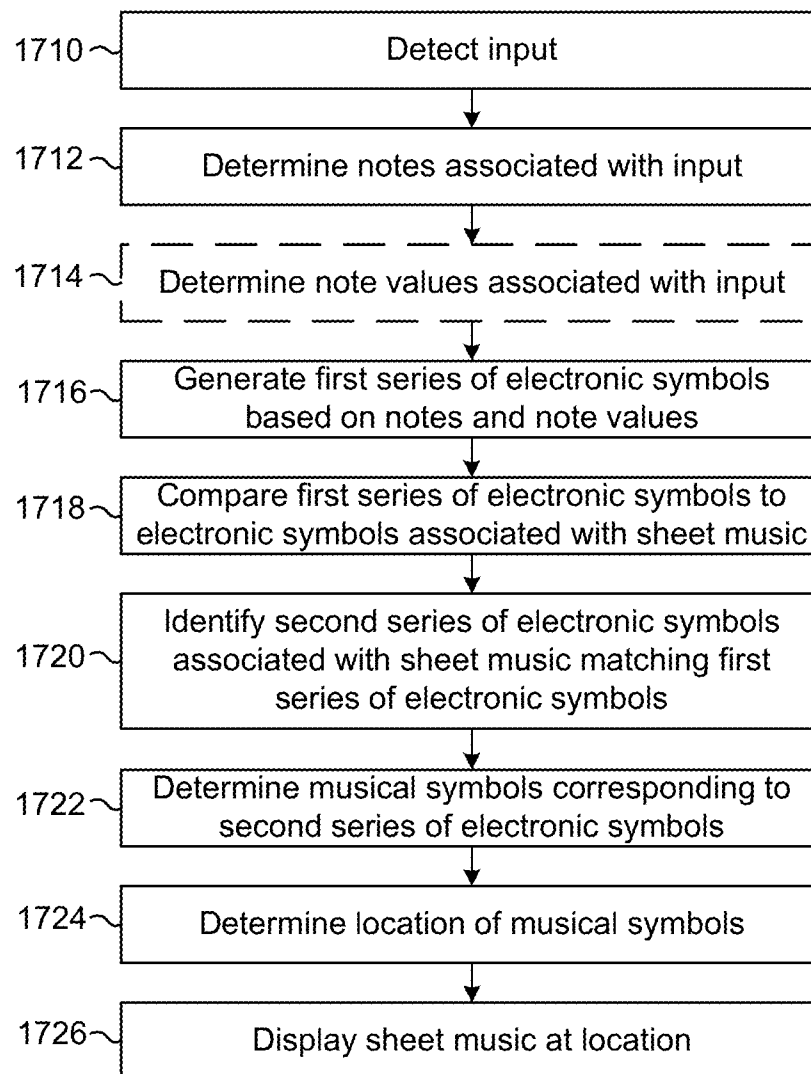 1710 Detect input
1712 Determine notes associated with input
1714 Determine note values associated with input
1716 Generate first series of electronic symbols
based on notes and note values
1718 Compare first series of electronic symbols to
electronic symbols associated with sheet music
Identify second series of electronic symbols
1720 associated with sheet music matching first
series of electronic symbols
1722 Determine musical symbols corresponding to
second series of electronic symbols
1724 Determine location of musical symbols
1726 Display sheet music at location